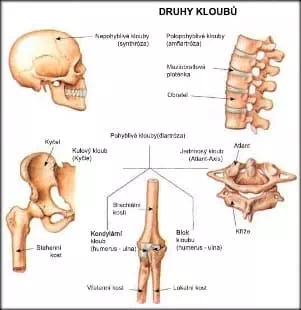 DRUHY KLOUBŮ
Nepohyblivé klouby
(synthróza)
Polopohyblivé klouby
(amfiartróza)
Meziobratlová
ploténka
Obratel
Pohyblivé klouby(diartróza)
Kyčel
Kulový kloub
(Kyčle)
Stehenní
kost
Brachiální
kosti
Kondylární
kloub
(humerus - ulna)
Blok
kloubu
(humerus - ulna)
Vřetenní kost
Loketní kost
Jednoosý kloub
(Atlant-Axis)
Atlant
Kříže